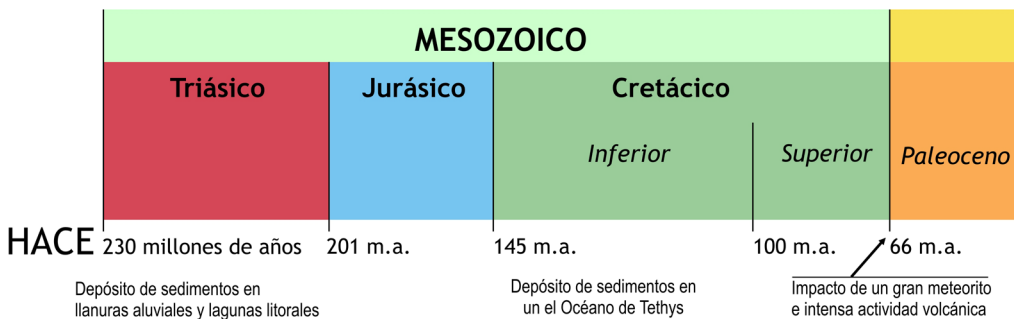 MESOZOICO
Triásico
Jurásico
Cretácico
Inferior
Superior
Paleoceno
HACE
230 millones de años
201 m.a.
145 m.a.
100 m.a.
66 m.a.
Depósito de sedimentos en
llanuras aluviales y lagunas litorales
Depósito de sedimentos en
un el Océano de Tethys
Impacto de un gran meteorito
e intensa actividad volcánica